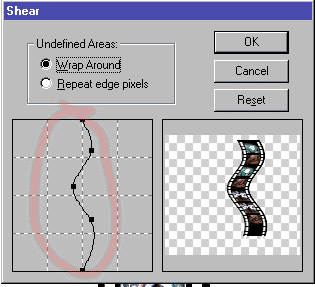 Shear
Undefined Areas:
Wrap Around
Repeat edge pixels
OK
Cancel
Reset